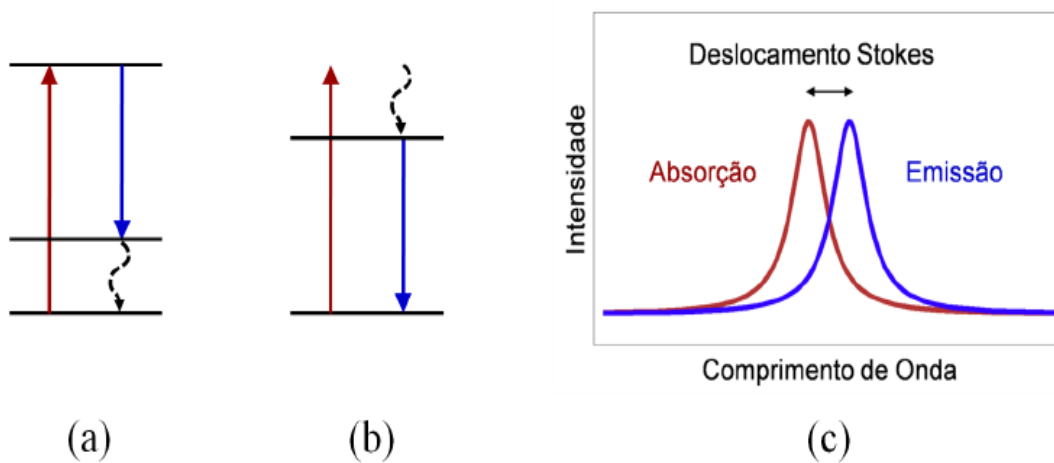 Deslocamento Stokes
Absorção
Emissão
Intensidade
Comprimento de Onda
(a)
(b)
(c)